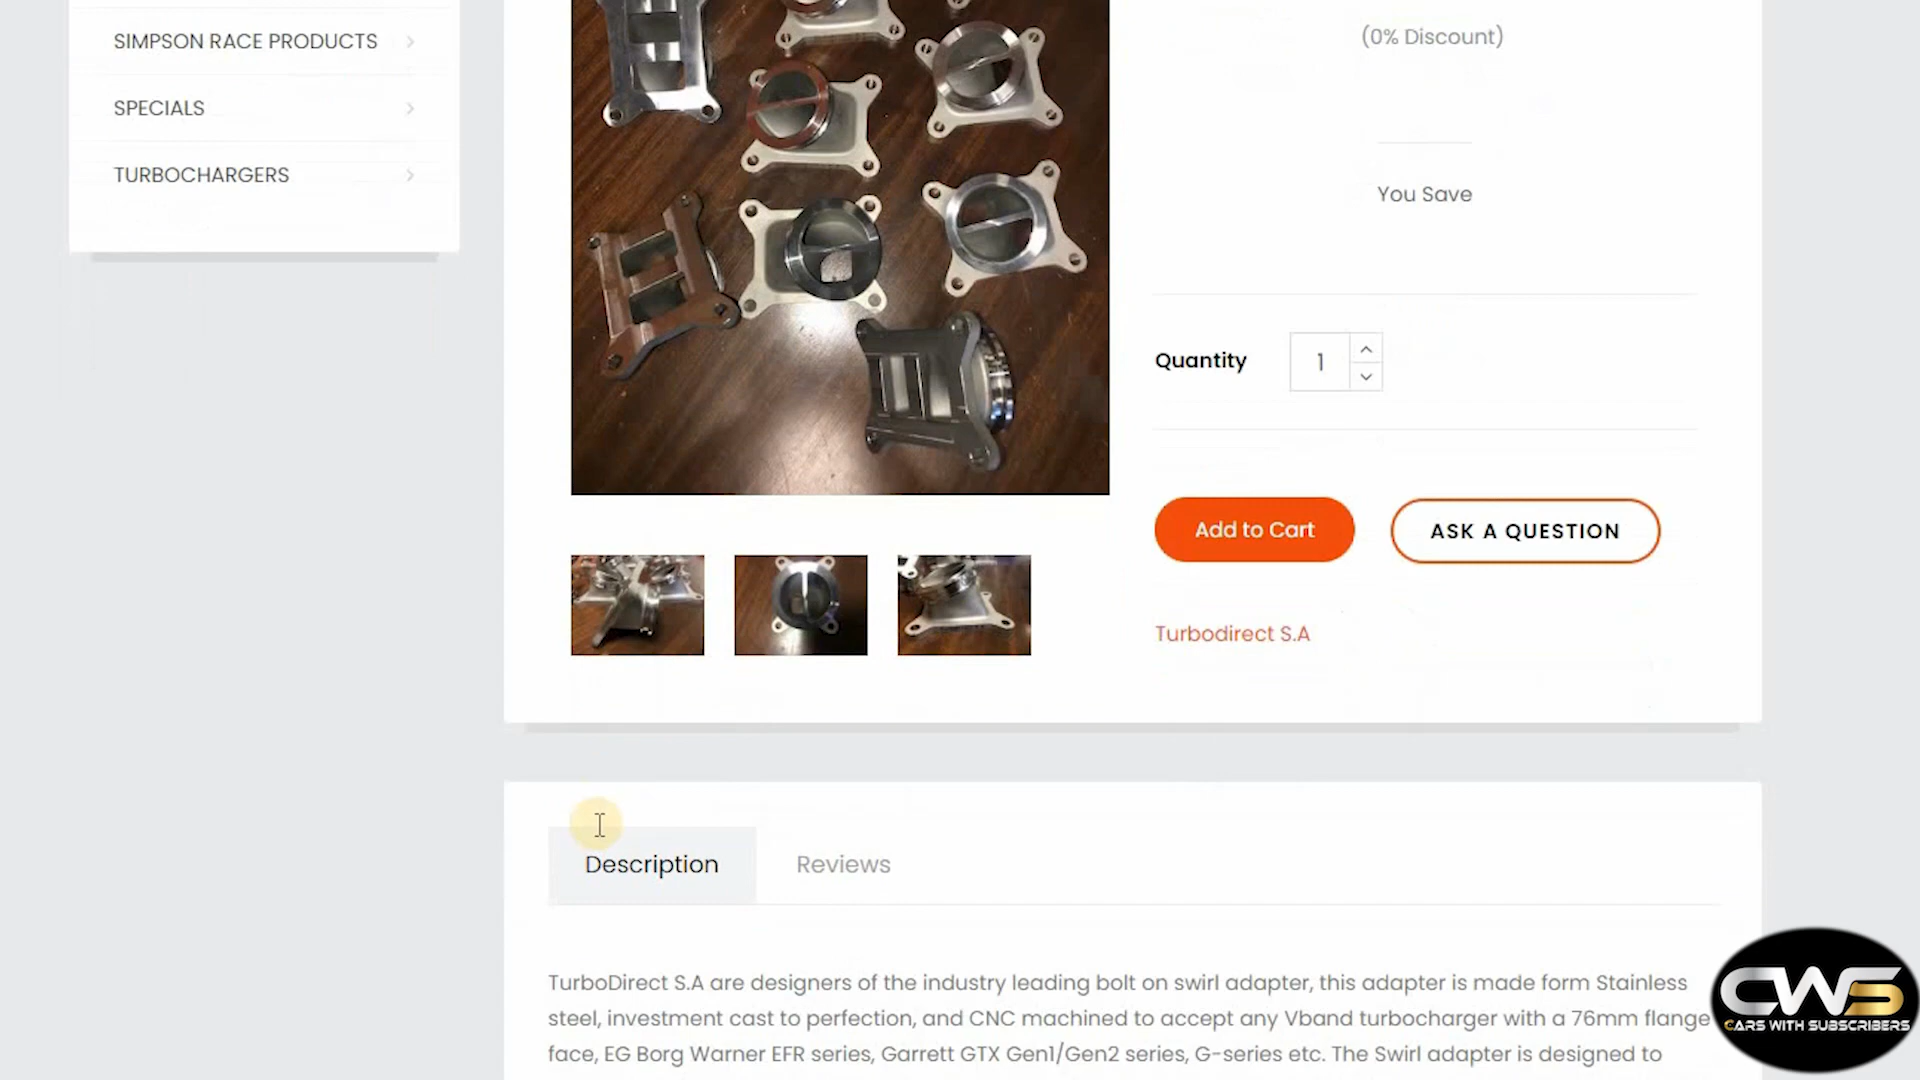 SIMPSON RACE PRODUCTS
SPECIALS
TURBOCHARGERS
(0% Discount)
You Save
Quantity
1
Add to Cart
ASK A QUESTION
Turbodirect S.A
Description
Reviews
TurboDirect S.A are designers of the industry leading bolt on swirl adapter, this adapter is made form Stainless
steel, investment cast to perfection, and CNC machined to accept any Vband turbocharger with a 76mm flange
face, EG Borg Warner EFR series, Garrett GTX Gen1/Gen2 series, G-series etc. The Swirl adapter is designed to
CWS
CARS WITH SUBSCRIBERS